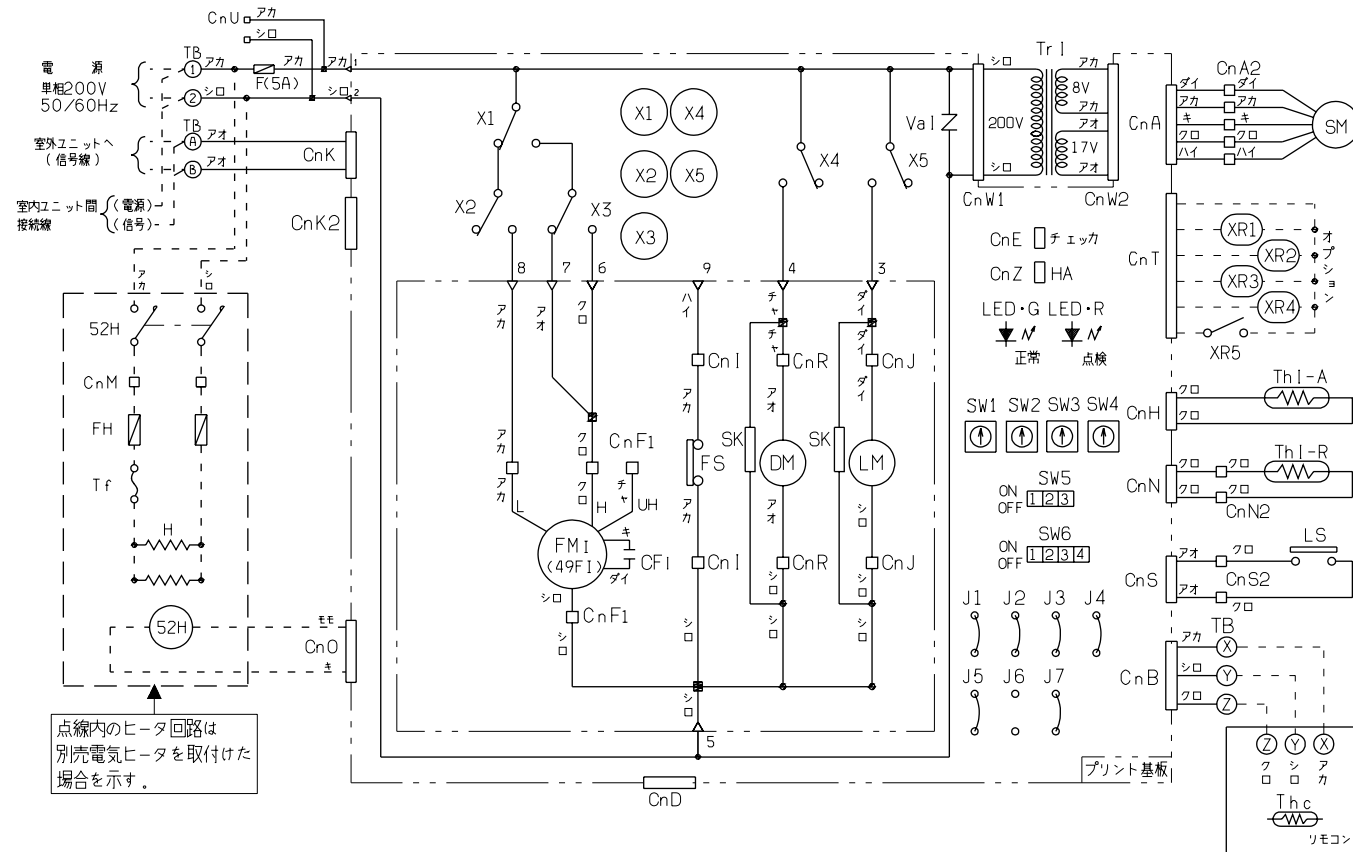 CnU アカ
シロ
電 源
単相200V
50/60Hz
TB
① アカ アカ アカ 1
F(5A)
② シロ シロ 2
室外ユニットへ
(信号線)
TB
Ⓐ アオ
Ⓑ アオ
CnK
CnK2
室内ユニット間 (電源)
接続線 (信号)
アカ シロ
52H
CnM
FH
Tf
H
52H
モモ
キ
CnO
点線内のヒータ回路は
別売電気ヒータを取付けた
場合を示す。
X1
X2 X3
X1 X4
X2 X5
X3
X4 X5
Va1
8 7 6 9 4 3
アカ アオ クロ ハイ チャ ダイ
チャ ダイ
CnI CnR CnJ
アカ アオ ダイ
CnF1
アカ クロ チャ
FS SK DM SK LM
アカ クロ アカ アオ シロ
L H UH
FMI
(49FI)
キ
CFI
ダイ
シロ
CnF1
CnI CnR CnJ
シロ シロ シロ シロ シロ シロ
シロ
5
CnD
プリント基板
Tr1
シロ アカ
200V 8V
アカ
アオ
17V
シロ アオ
CnW1 CnW2
CnE チェッカ
CnZ HA
LED・G LED・R
正常 点検
SW1 SW2 SW3 SW4
SW5
ON
OFF 1 2 3
SW6
ON
OFF 1 2 3 4
J1 J2 J3 J4
J5 J6 J7
CnA CnA2
ダイ ダイ
アカ アカ
キ キ
クロ クロ
ハイ ハイ
SM
CnT
XR1
XR2
XR3
XR4
XR5
オプション
CnH
クロ ThI-A
クロ
CnN
クロ クロ ThI-R
クロ クロ
CnN2
CnS
アオ クロ LS
CnS2
アオ クロ
CnB
TB
アカ X
シロ Y
クロ Z
Z Y X
クロ シロ アカ
Thc
リモコン